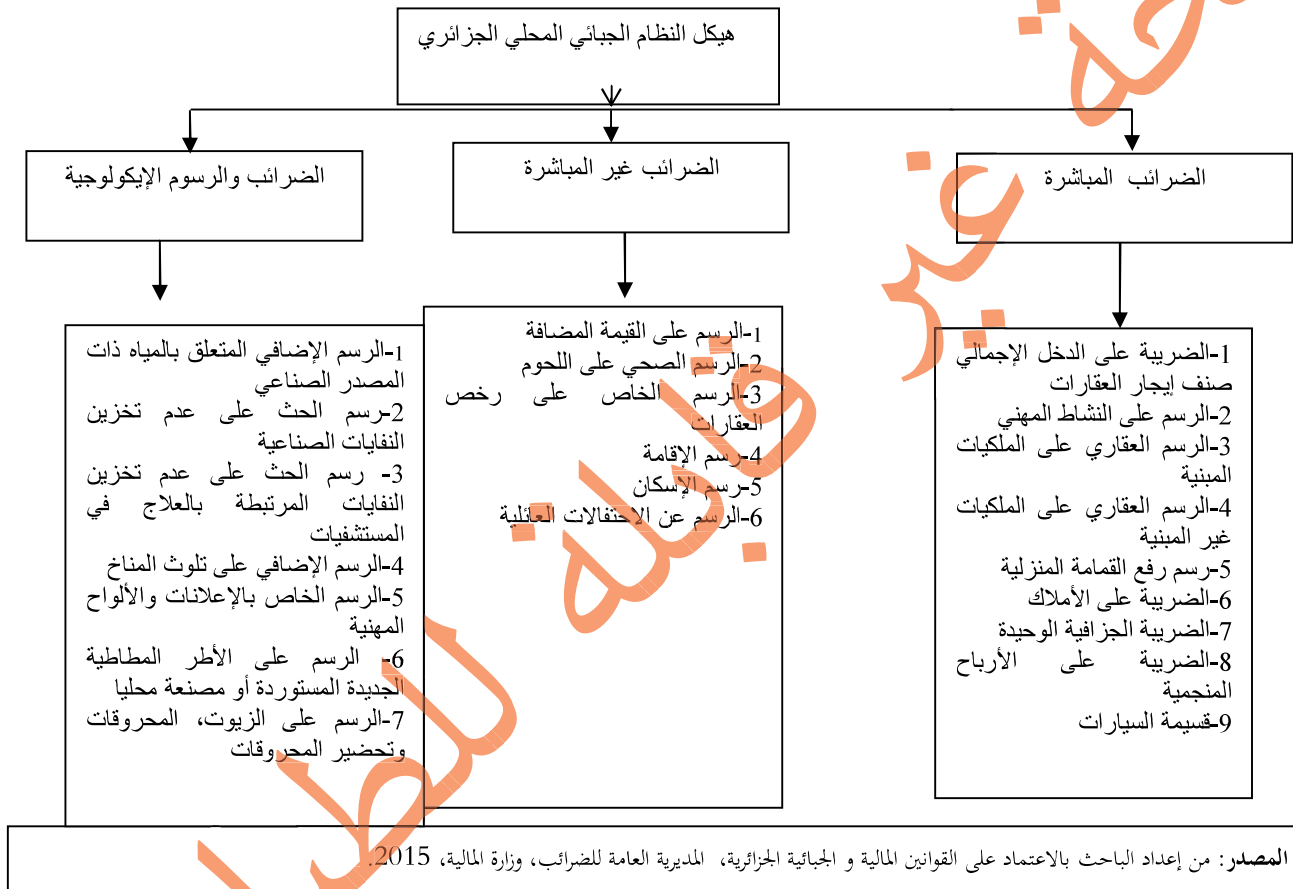 هيكل النظام الجبائي المحلي الجزائري
الضرائب المباشرة
الضرائب غير المباشرة
الضرائب والرسوم الإيكولوجية
1-الضريبة على الدخل الإجمالي
صنف إيجار العقارات
2-الرسم على النشاط المهني
3-الرسم العقاري على الملكيات
المبنية
4-الرسم العقاري على الملكيات
غير المبنية
5-رسم رفع القمامة المنزلية
6-الضريبة على الأملاك
7-الضريبة الجزافية الوحيدة
8-الضريبة على الأرباح
المنجمية
9-قسيمة السيارات
1-الرسم على القيمة المضافة
2-الرسم الصحي على اللحوم
3-الرسم الخاص على رخص
العقارات
4-رسم الإقامة
5-رسم الإسكان
6-الرسم عن الاحتفالات العائلية
1-الرسم الإضافي المتعلق بالمياه ذات
المصدر الصناعي
2-رسم الحث على عدم تخزين
النفايات الصناعية
3- رسم الحث على عدم تخزين
النفايات المرتبطة بالعلاج في
المستشفيات
4-الرسم الإضافي على تلوث المناخ
5-الرسم الخاص بالإعلانات والألواح
المهنية
6- الرسم على الأطر المطاطية
الجديدة المستوردة أو مصنعة محليا
7-الرسم على الزيوت، المحروقات
وتحضير المحروقات
المصدر: من إعداد الباحث بالاعتماد على القوانين المالية و الجبائية الجزائرية، المديرية العامة للضرائب، وزارة المالية، 2015.
غير قابلة